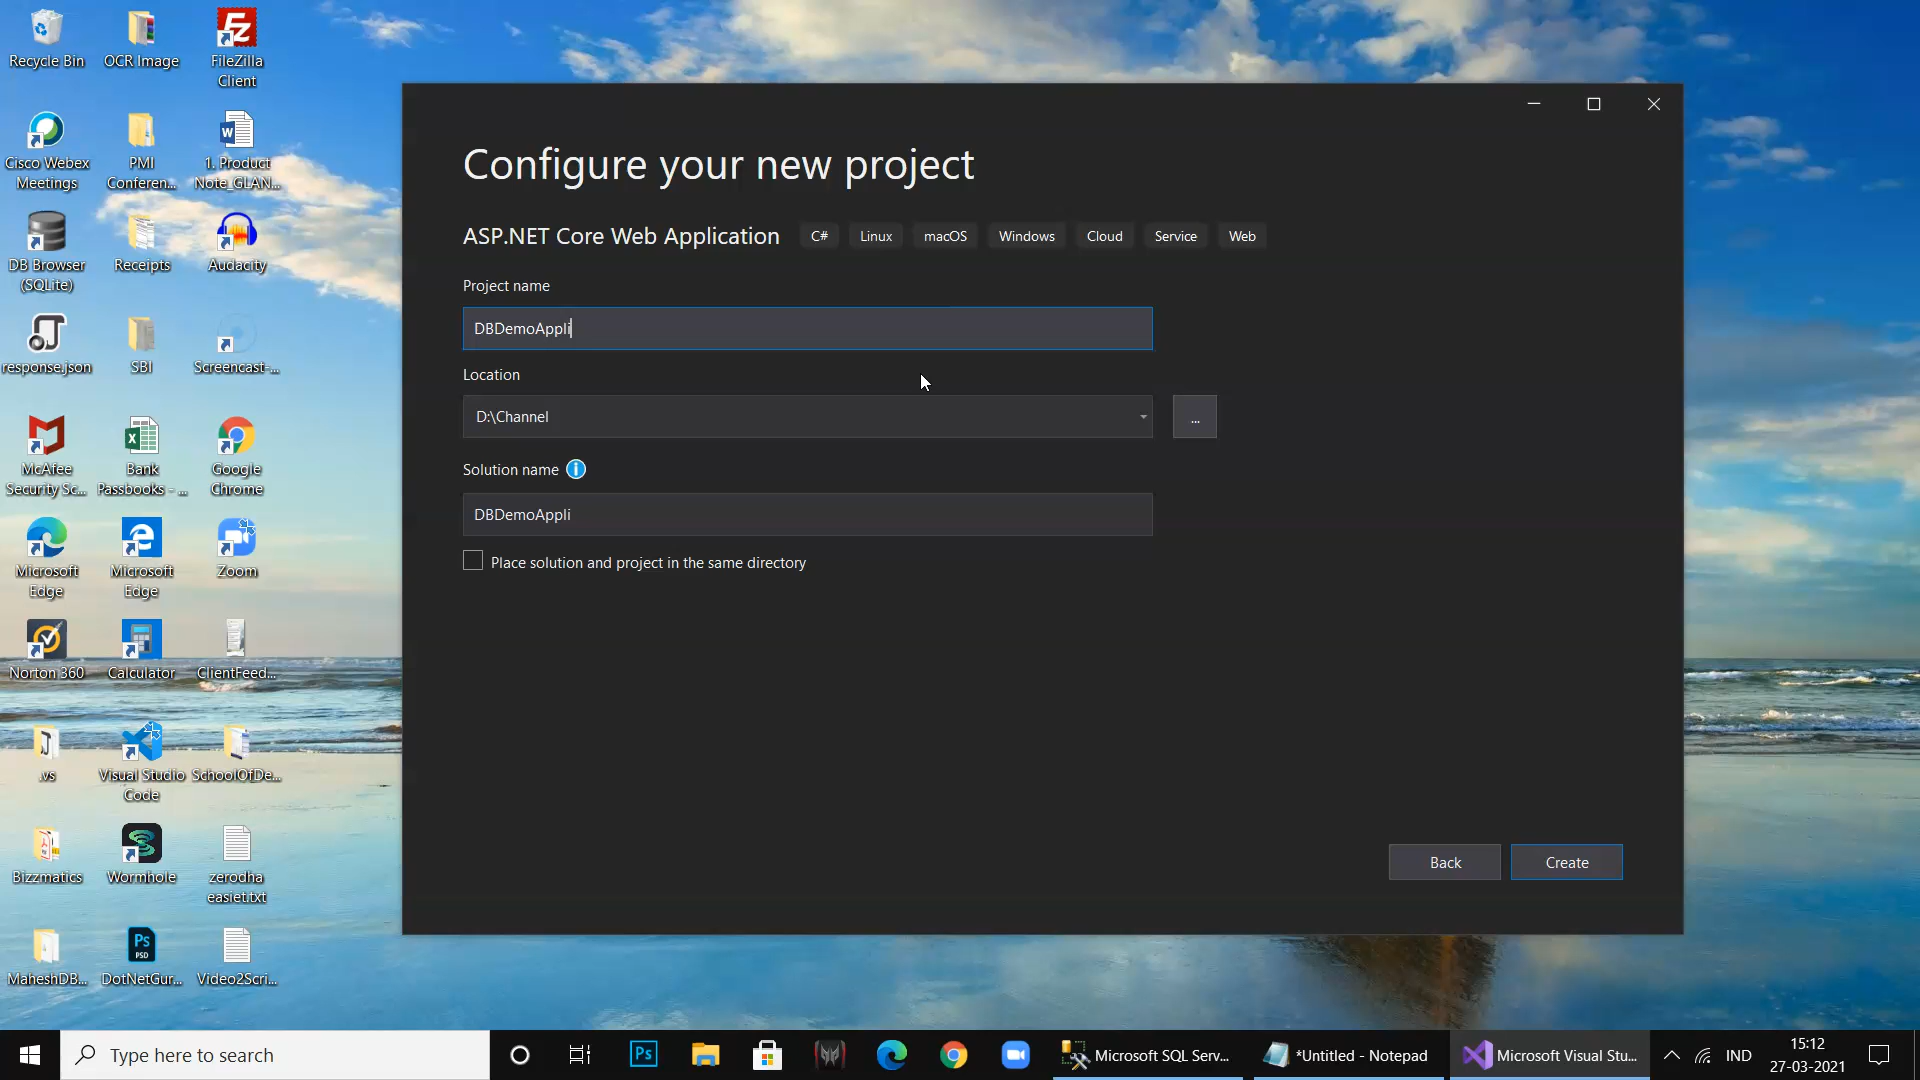 Recycle Bin
OCR Image
FileZilla
Client
Cisco Webex
Meetings
PMI
Conferen...
1. Product
Note_GLAN...
DB Browser
(SQLite)
Receipts
Audacity
response.json
SBI
Screencast-...
McAfee
Security Sc...
Bank
Passbooks - ...
Google
Chrome
Microsoft
Edge
Microsoft
Edge
Zoom
Norton 360
Calculator
ClientFeed...
.vs
Visual Studio
Code
SchoolOfDe...
Bizzmatics
Wormhole
zerodha
easiet.txt
MaheshDB...
DotNetGur...
Video2Scri...
Configure your new project
ASP.NET Core Web Application
C#
Linux
macOS
Windows
Cloud
Service
Web
Project name
DBDemoAppli
Location
D:\Channel
...
Solution name
DBDemoAppli
Place solution and project in the same directory
Back
Create
Type here to search
Ps
Microsoft SQL Serv...
*Untitled - Notepad
Microsoft Visual Stu...
IND
15:12
27-03-2021